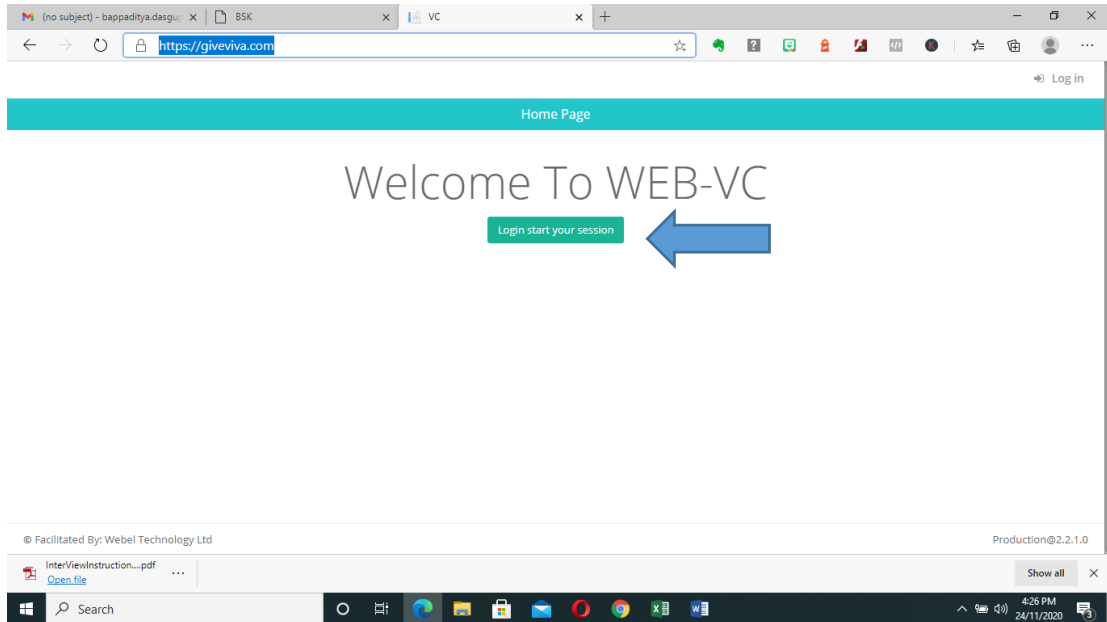 (no subject) - bappaditya.dasgu
BSK
VC
https://giveviva.com
Log in
Home Page
Welcome To WEB-VC
Login start your session
© Facilitated By: Webel Technology Ltd
Production@2.2.1.0
InterViewInstruction....pdf
Open file
Show all
Search
4:26 PM
24/11/2020